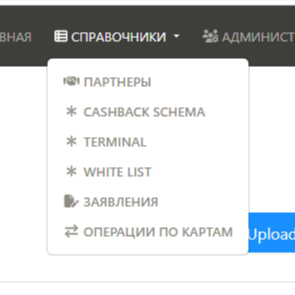 ВНАЯ СПРАВОЧНИКИ АДМИНИСТ
ПАРТНЕРЫ
CASHBACK SCHEMA
TERMINAL
WHITE LIST
ЗАЯВЛЕНИЯ
ОПЕРАЦИИ ПО КАРТАМ
Upload